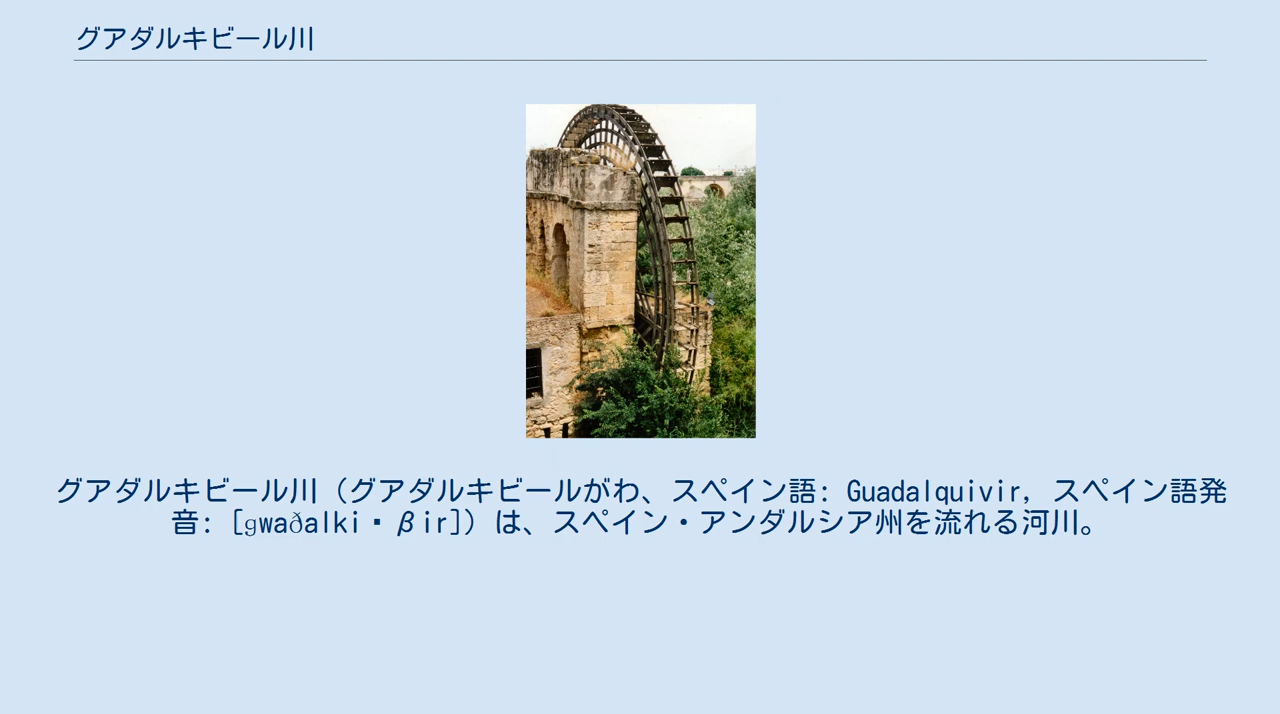 グアダルキビール川
グアダルキビール川（グアダルキビールがわ、スペイン語: Guadalquivir, スペイン語発
音: [ɡwaðalki·βir]）は、スペイン・アンダルシア州を流れる河川。